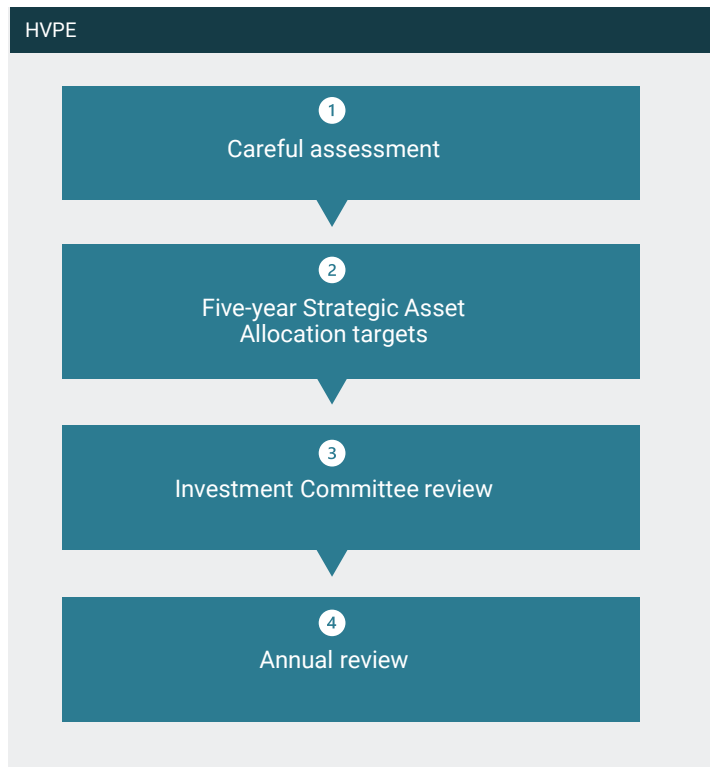 HVPE
1
Careful assessment
2
Five-year Strategic Asset
Allocation targets
3
Investment Committee review
4
Annual review